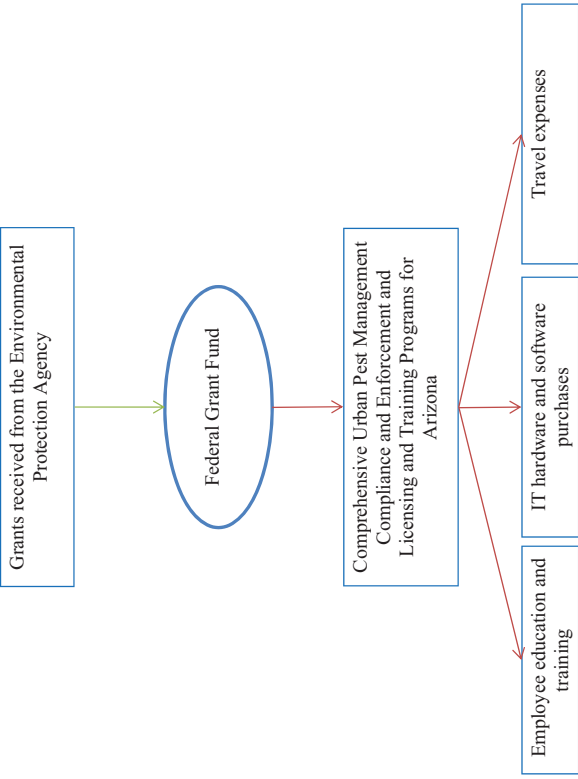 Grants received from the Environmental
Protection Agency
Federal Grant Fund
Comprehensive Urban Pest Management
Compliance and Enforcement and
Licensing and Training Programs for
Arizona
Employee education and
training
IT hardware and software
purchases
Travel expenses